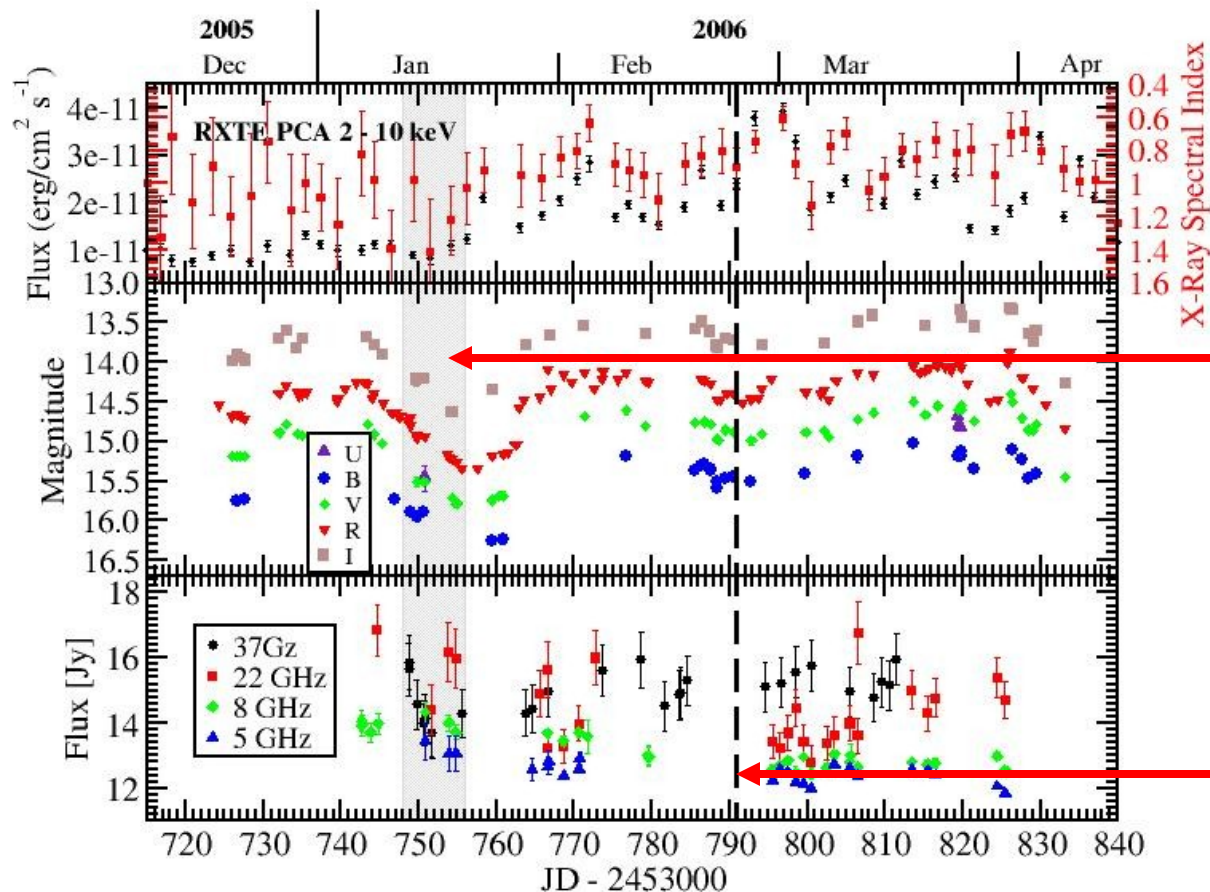 2005 2006
Dec Jan Feb Mar Apr
Flux (erg/cm² s⁻¹)
4e-11
3e-11
2e-11
1e-11
RXTE PCA 2 - 10 keV
0.4
0.6
0.8
1
1.2
1.4
1.6
X-Ray Spectral Index
Magnitude
13.0
13.5
14.0
14.5
15.0
15.5
16.0
16.5
U
B
V
R
I
Flux [Jy]
18
16
14
12
37Gz
22 GHz
8 GHz
5 GHz
720 730 740 750 760 770 780 790 800 810 820 830 840
JD - 2453000